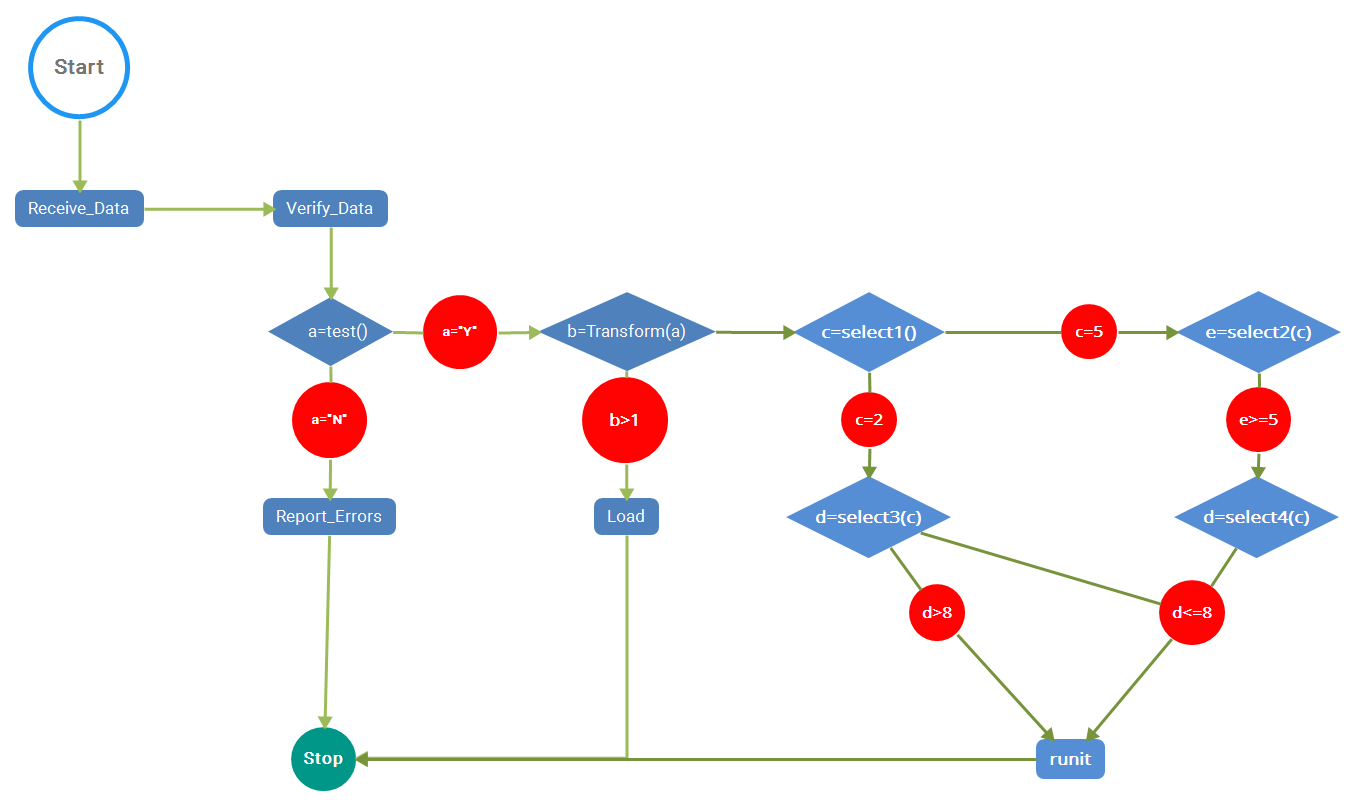 Start
Receive_Data
Verify_Data
a=test()
a="Y"
b=Transform(a)
c=select1()
c=5
e=select2(c)
a="N"
b>1
c=2
e>=5
Report_Errors
Load
d=select3(c)
d=select4(c)
d>8
d<=8
Stop
runit